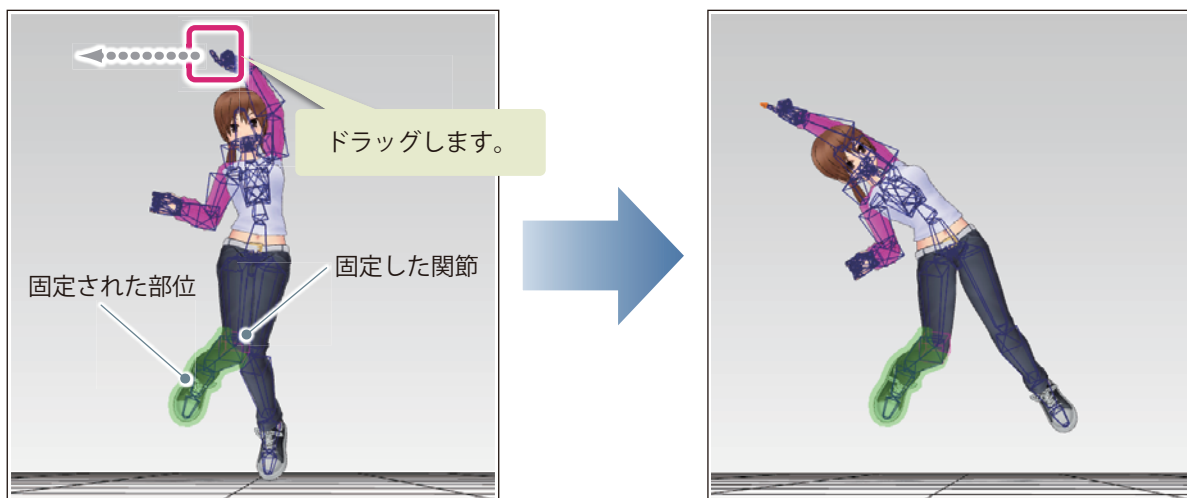 ドラッグします。
固定した関節
固定された部位